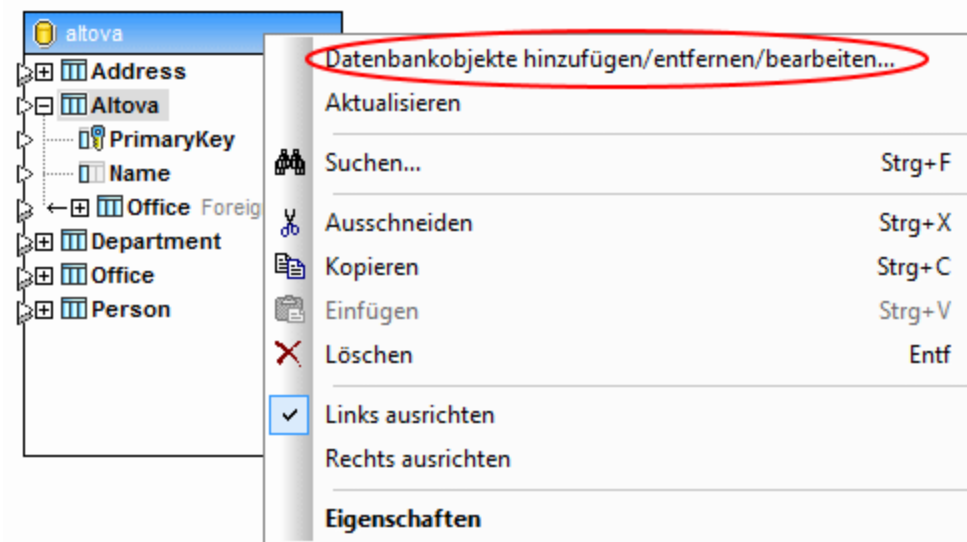 altova
Address
Altova
PrimaryKey
Name
Office
Department
Office
Person
Datenbankobjekte hinzufügen/entfernen/bearbeiten...
Aktualisieren
Suchen... Strg+F
Ausschneiden Strg+X
Kopieren Strg+C
Einfügen Strg+V
Löschen Entf
Links ausrichten
Rechts ausrichten
Eigenschaften